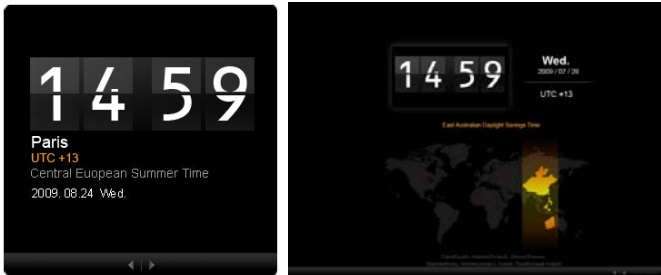 14 59
Paris
UTC +13
Central Euopean Summer Time
2009. 08.24 Wed.
14 59
Wed.
2009 / 07 / 28
UTC +13
East Australian Daylight Savings Time